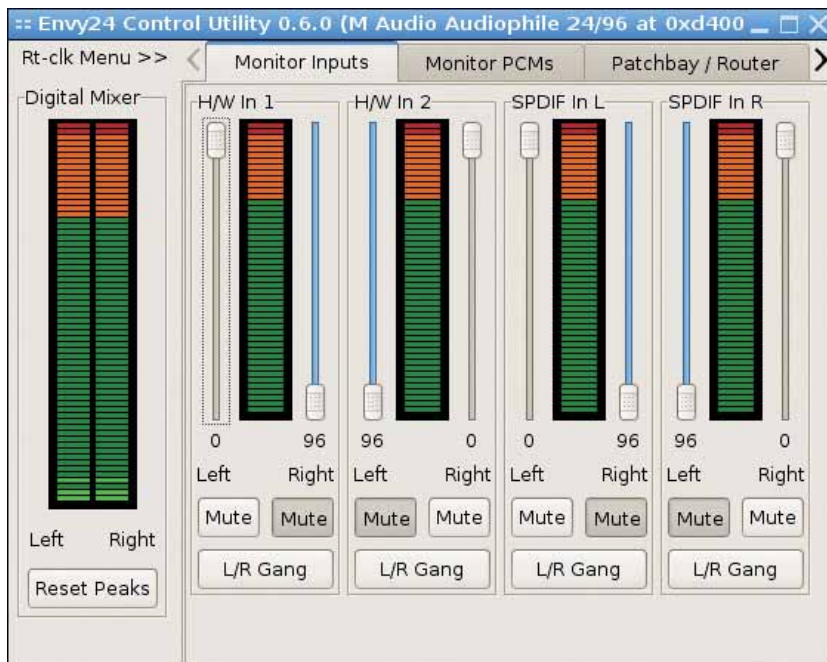 :: Envy24 Control Utility 0.6.0 (M Audio Audiophile 24/96 at 0xd400
Rt-clk Menu >>
Monitor Inputs
Monitor PCMs
Patchbay / Router
Digital Mixer
Left Right
Reset Peaks
H/W In 1
0 96
Left Right
Mute Mute
L/R Gang
H/W In 2
96 0
Left Right
Mute Mute
L/R Gang
SPDIF In L
0 96
Left Right
Mute Mute
L/R Gang
SPDIF In R
96 0
Left Right
Mute Mute
L/R Gang